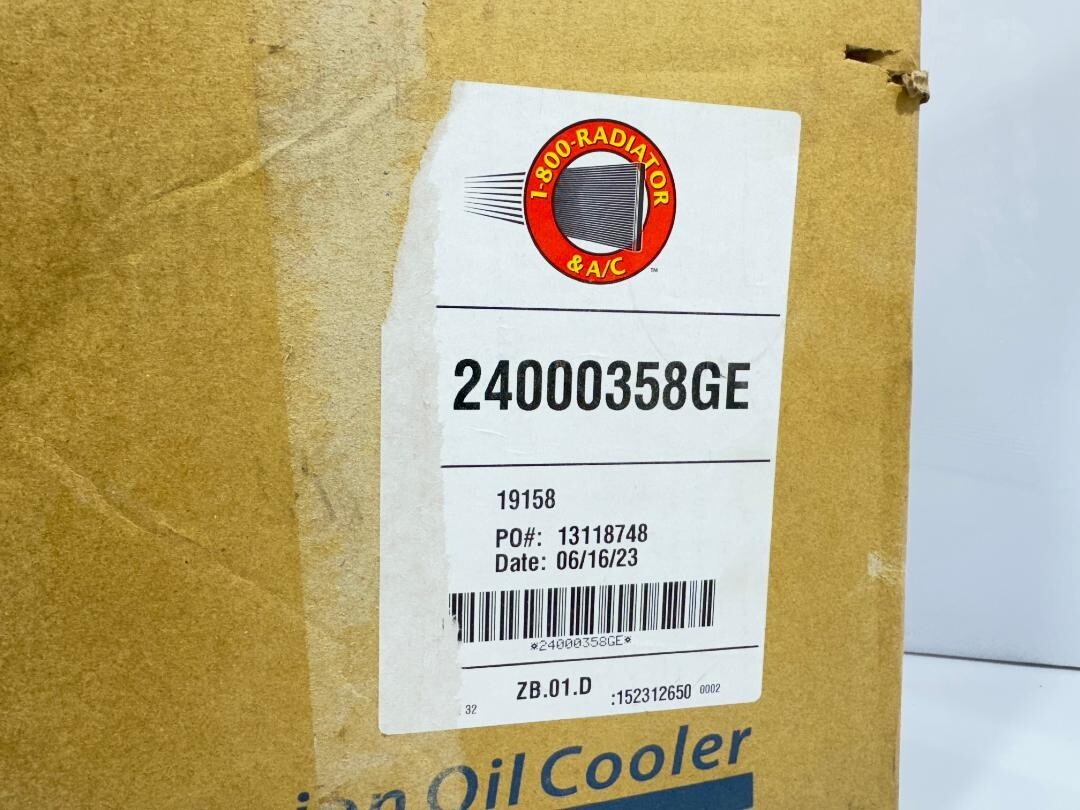 1-800-RADIATOR
& A/C
™
24000358GE
19158
PO#: 13118748
Date: 06/16/23
*24000358GE*
ZB.01.D
32 :152312650 0002
Oil Cooler